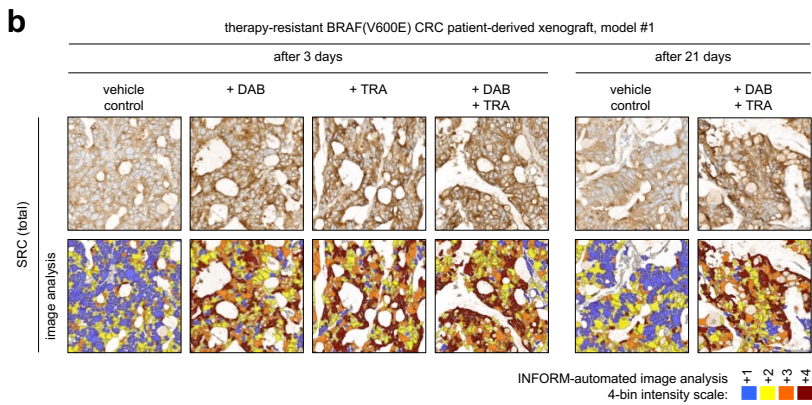 b
therapy-resistant BRAF(V600E) CRC patient-derived xenograft, model #1
after 3 days
after 21 days
vehicle
control
+ DAB
+ TRA
+ DAB
+ TRA
vehicle
control
+ DAB
+ TRA
SRC (total)
image analysis
INFORM-automated image analysis
4-bin intensity scale:
+1
+2
+3
+4